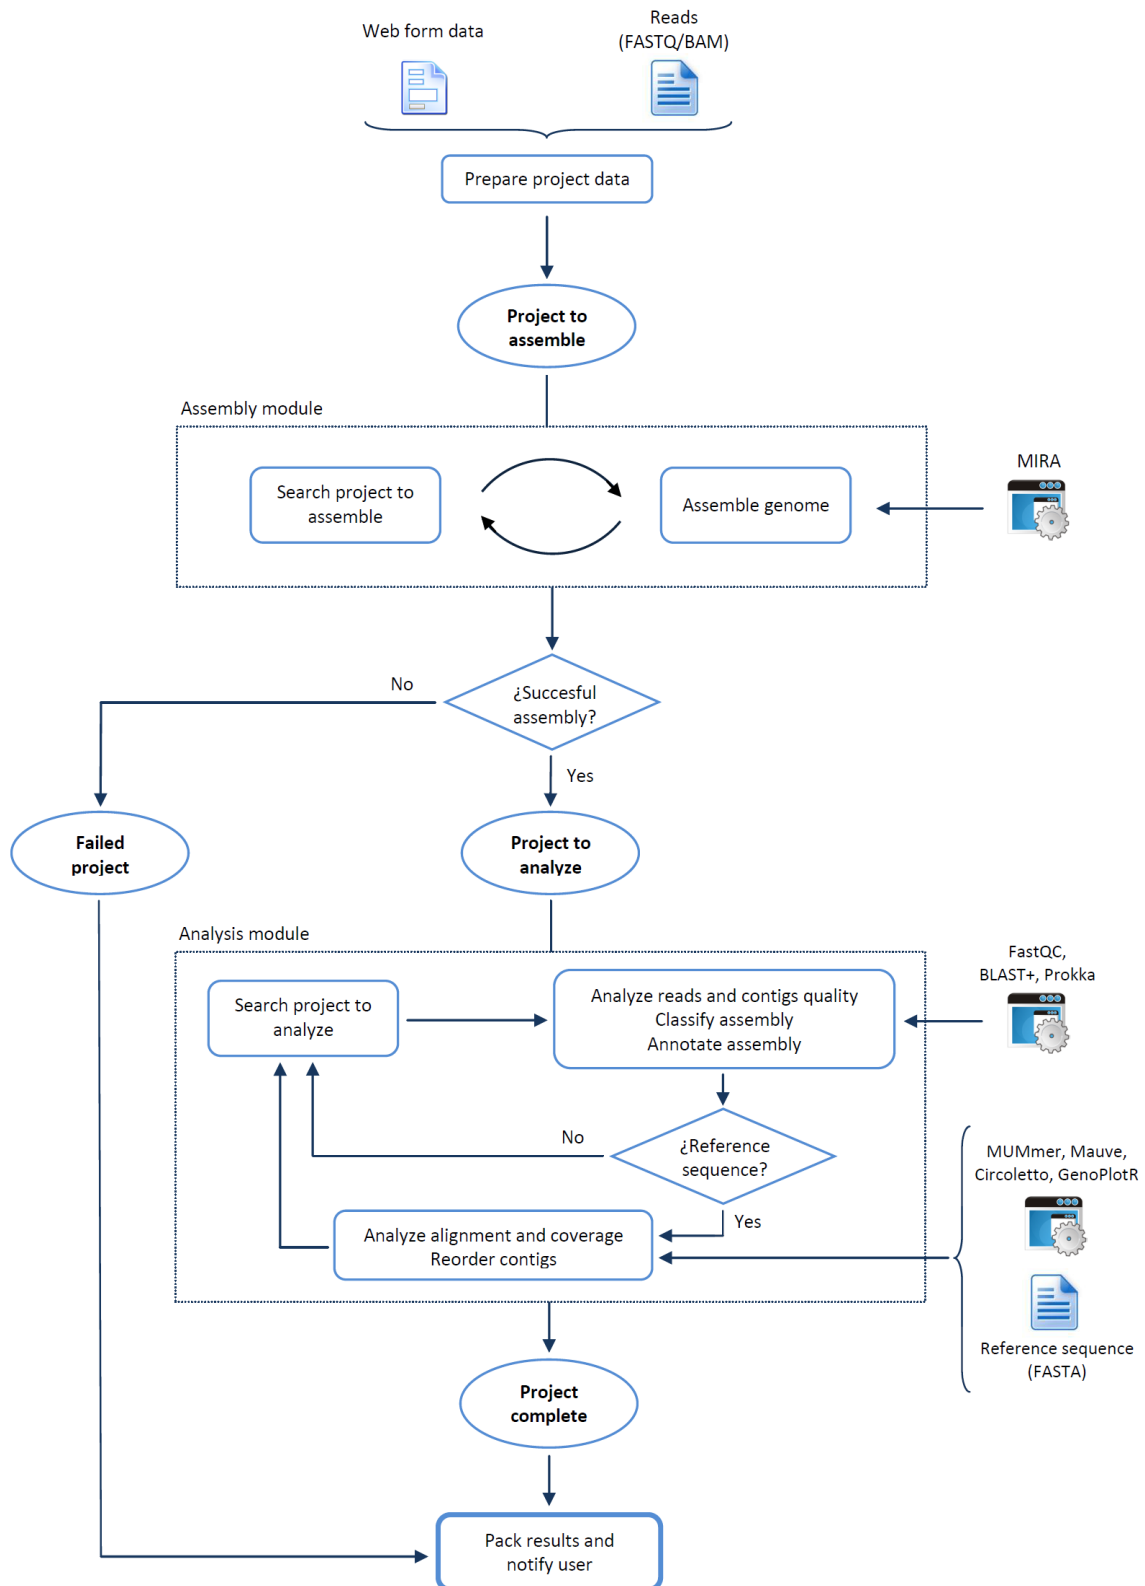 Web form data
Reads
(FASTQ/BAM)
Prepare project data
Project to
assemble
Assembly module
Search project to
assemble
Assemble genome
MIRA
¿Succesful
assembly?
No
Yes
Failed
project
Project to
analyze
Analysis module
Search project to
analyze
Analyze reads and contigs quality
Classify assembly
Annotate assembly
FastQC,
BLAST+, Prokka
¿Reference
sequence?
No
Yes
Analyze alignment and coverage
Reorder contigs
MUMmer, Mauve,
Circoletto, GenoPlotR
Reference sequence
(FASTA)
Project
complete
Pack results and
notify user